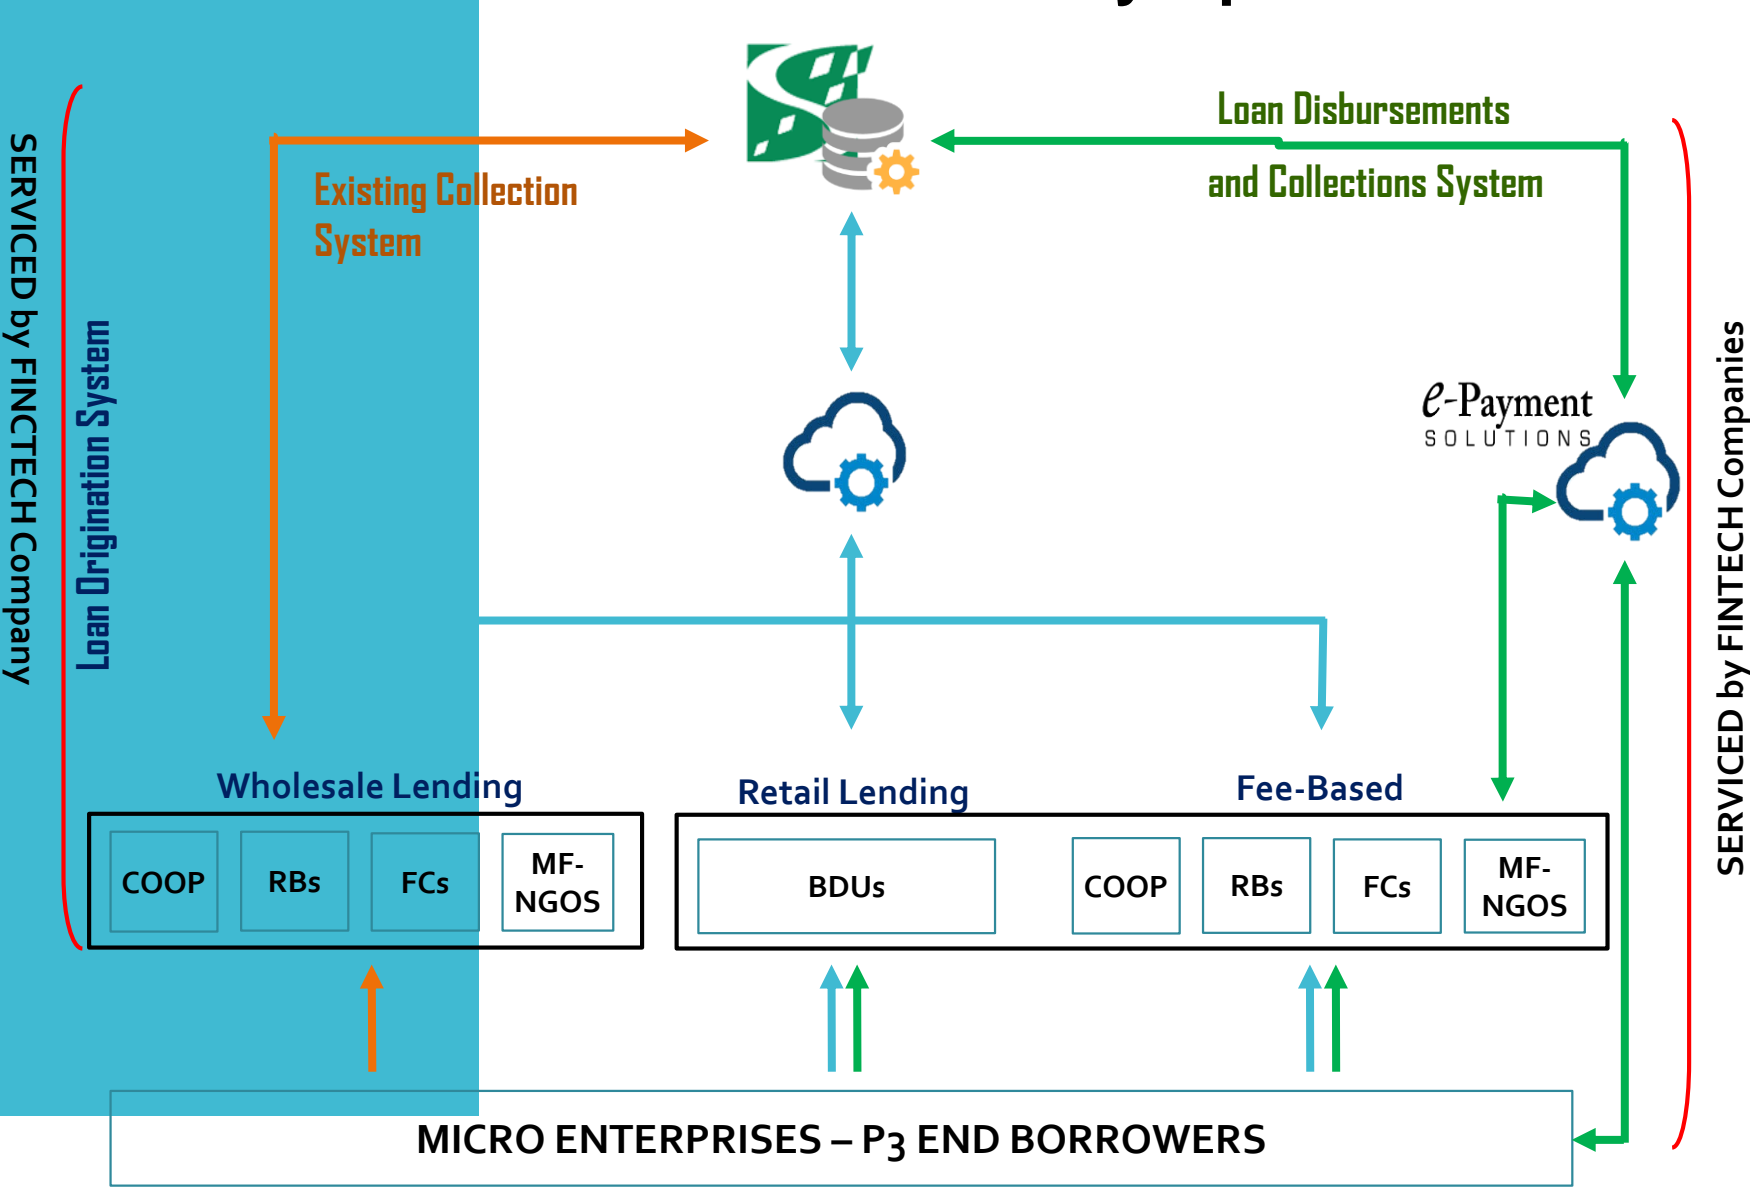 Loan Disbursements
and Collections System
Existing Collection
System
SERVICED by FINCTECH Company
Loan Origination System
e-Payment
SOLUTIONS
SERVICED by FINTECH Companies
Wholesale Lending
Retail Lending
Fee-Based
COOP
RBs
FCs
MF-
NGOS
BDUs
COOP
RBs
FCs
MF-
NGOS
MICRO ENTERPRISES – P3 END BORROWERS